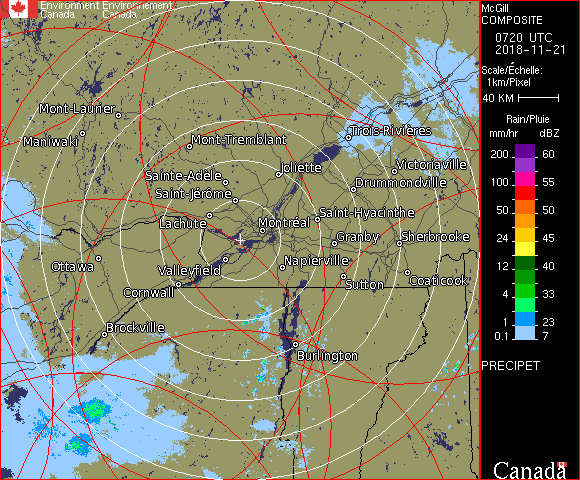 Environment Environnement
Canada Canada
Mont-Laurier
Maniwaki
Mont-Tremblant
Trois-Rivières
Joliette
Victoriaville
Sainte-Adèle
Drummondville
Saint-Jérôme
Lachute
Saint-Hyacinthe
Montréal
Granby
Sherbrooke
Ottawa
Valleyfield
Napierville
Cornwall
Sutton
Coaticook
Brockville
Burlington
McGill
COMPOSITE
0720 UTC
2018-11-21
Scale/Échelle:
1km/Pixel
40 KM
Rain/Pluie
mm/hr dBZ
200 60
100 55
50 50
24 45
12 40
4 33
1 23
0.1 7
PRECIPET
Canada